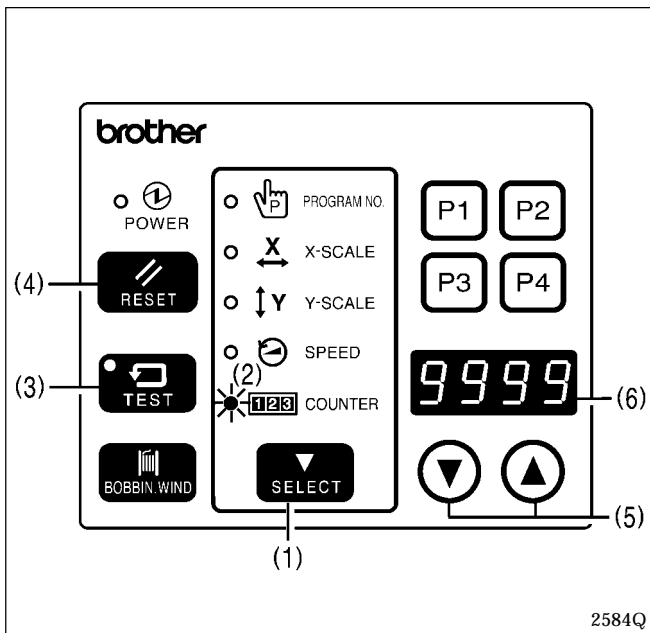 brother
POWER
(4)
RESET
(3)
TEST
BOBBIN.WIND
P PROGRAM NO.
X X-SCALE
Y Y-SCALE
SPEED
(2)
123 COUNTER
SELECT
(1)
P1 P2
P3 P4
9999
(6)
(5)
2584Q